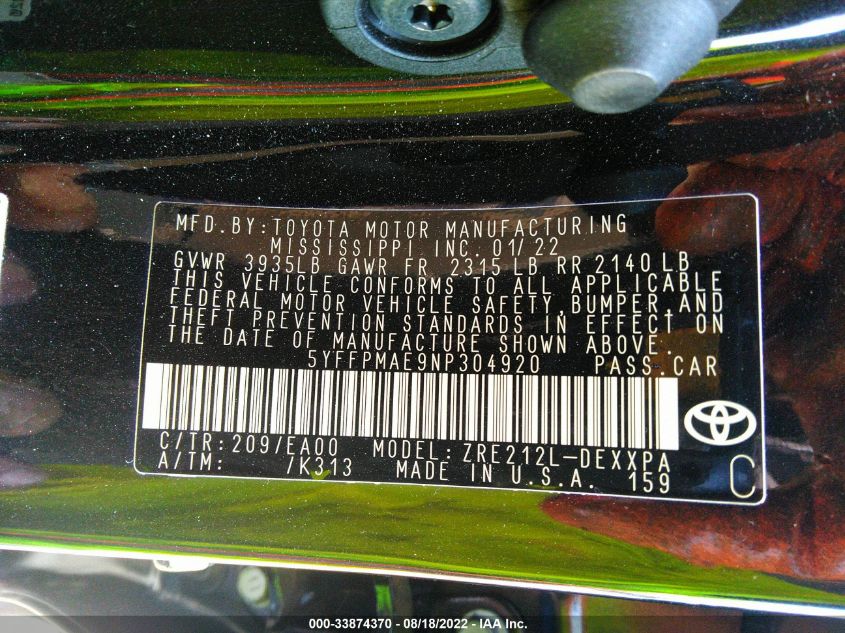 MFD.BY:TOYOTA MOTOR MANUFACTURING
MISSISSIPPI INC. 01/22
GVWR 3935LB GAWR FR 2315 LB RR 2140 LB
THIS VEHICLE CONFORMS TO ALL APPLICABLE
FEDERAL MOTOR VEHICLE SAFETY, BUMPER, AND
THEFT PREVENTION STANDARDS IN EFFECT ON
THE DATE OF MANUFACTURE SHOWN ABOVE.
5YFFPMAE9NP304920 PASS.CAR
C/TR:209/EA00 MODEL: ZRE212L-DEXXPA
A/TM: /K313 MADE IN U.S.A. 159 C
000-33874370 - 08/18/2022 - IAA Inc.